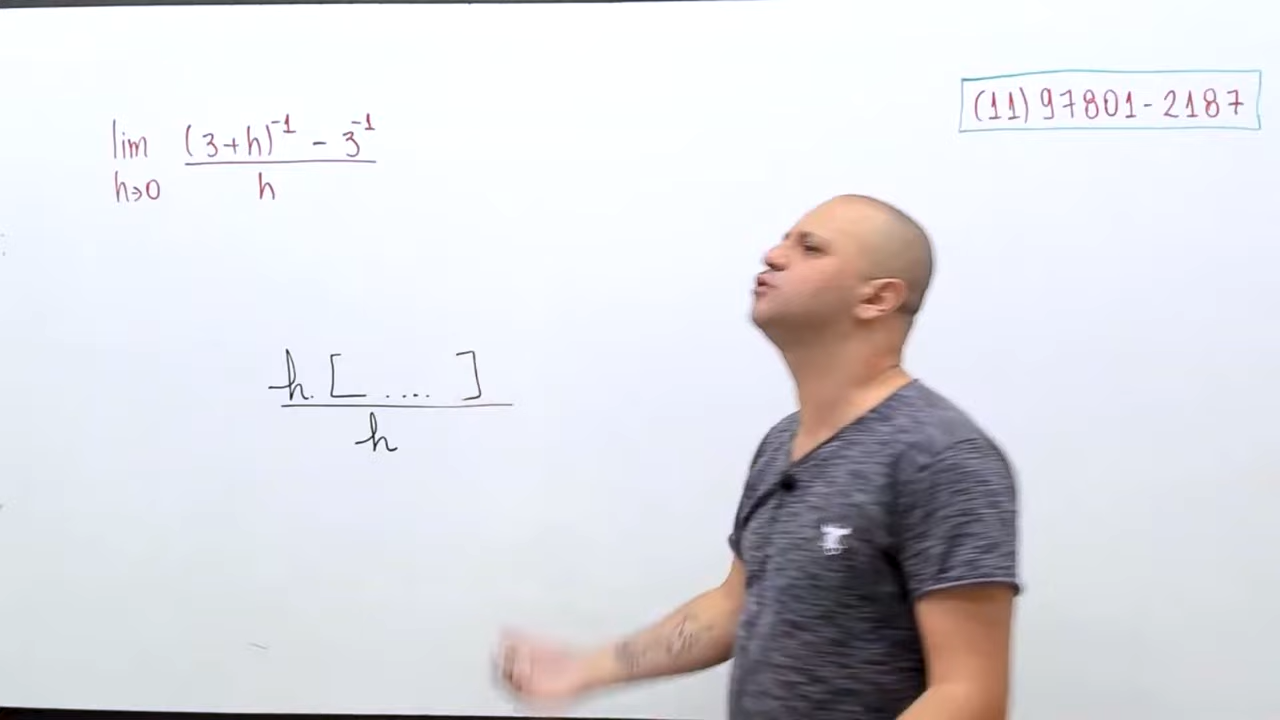 lim (3+h)⁻¹ - 3⁻¹
h→0 h
(11) 97801-2187
h. [ .... ]
h